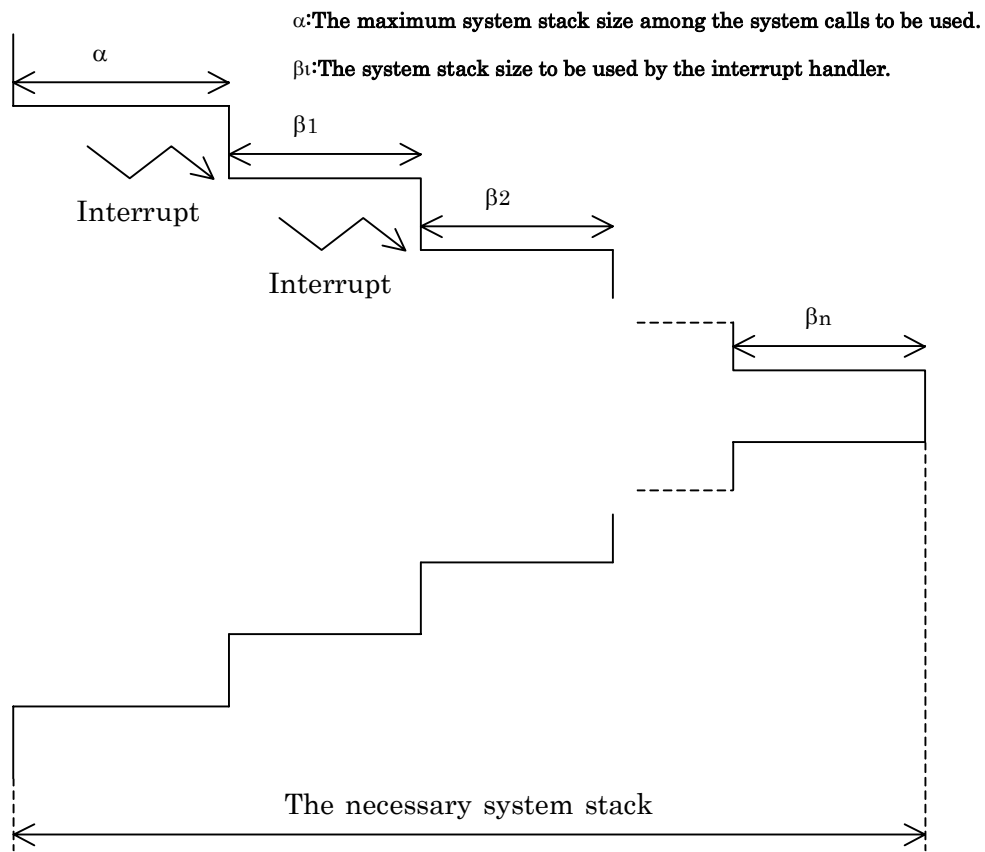 α:The maximum system stack size among the system calls to be used.
α
βι:The system stack size to be used by the interrupt handler.
β1
Interrupt
β2
Interrupt
βn
The necessary system stack